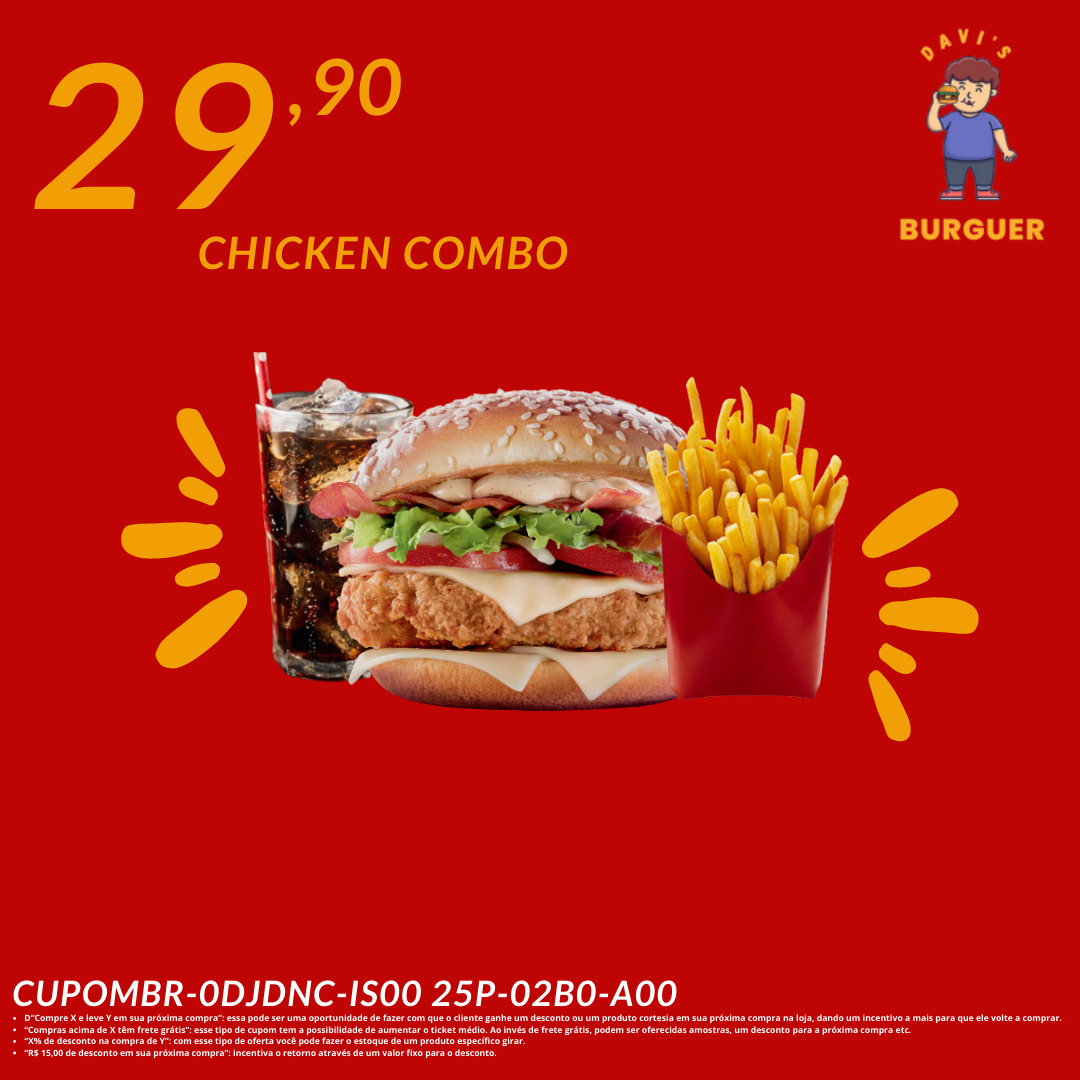 29,90
DAVI'S
BURGUER
CHICKEN COMBO
CUPOMBR-0DJDNC-IS00 25P-02B0-A00
• D"Compre X e leve Y em sua próxima compra": essa pode ser uma oportunidade de fazer com que o cliente ganhe um desconto ou um produto cortesia em sua próxima compra na loja, dando um incentivo a mais para que ele volte a comprar.
• "Compras acima de X têm frete grátis": esse tipo de cupom tem a possibilidade de aumentar o ticket médio. Ao invés de frete grátis, podem ser oferecidas amostras, um desconto para a próxima compra etc.
• "X% de desconto na compra de Y": com esse tipo de oferta você pode fazer o estoque de um produto específico girar.
• "R$ 15,00 de desconto em sua próxima compra": incentiva o retorno através de um valor fixo para o desconto.